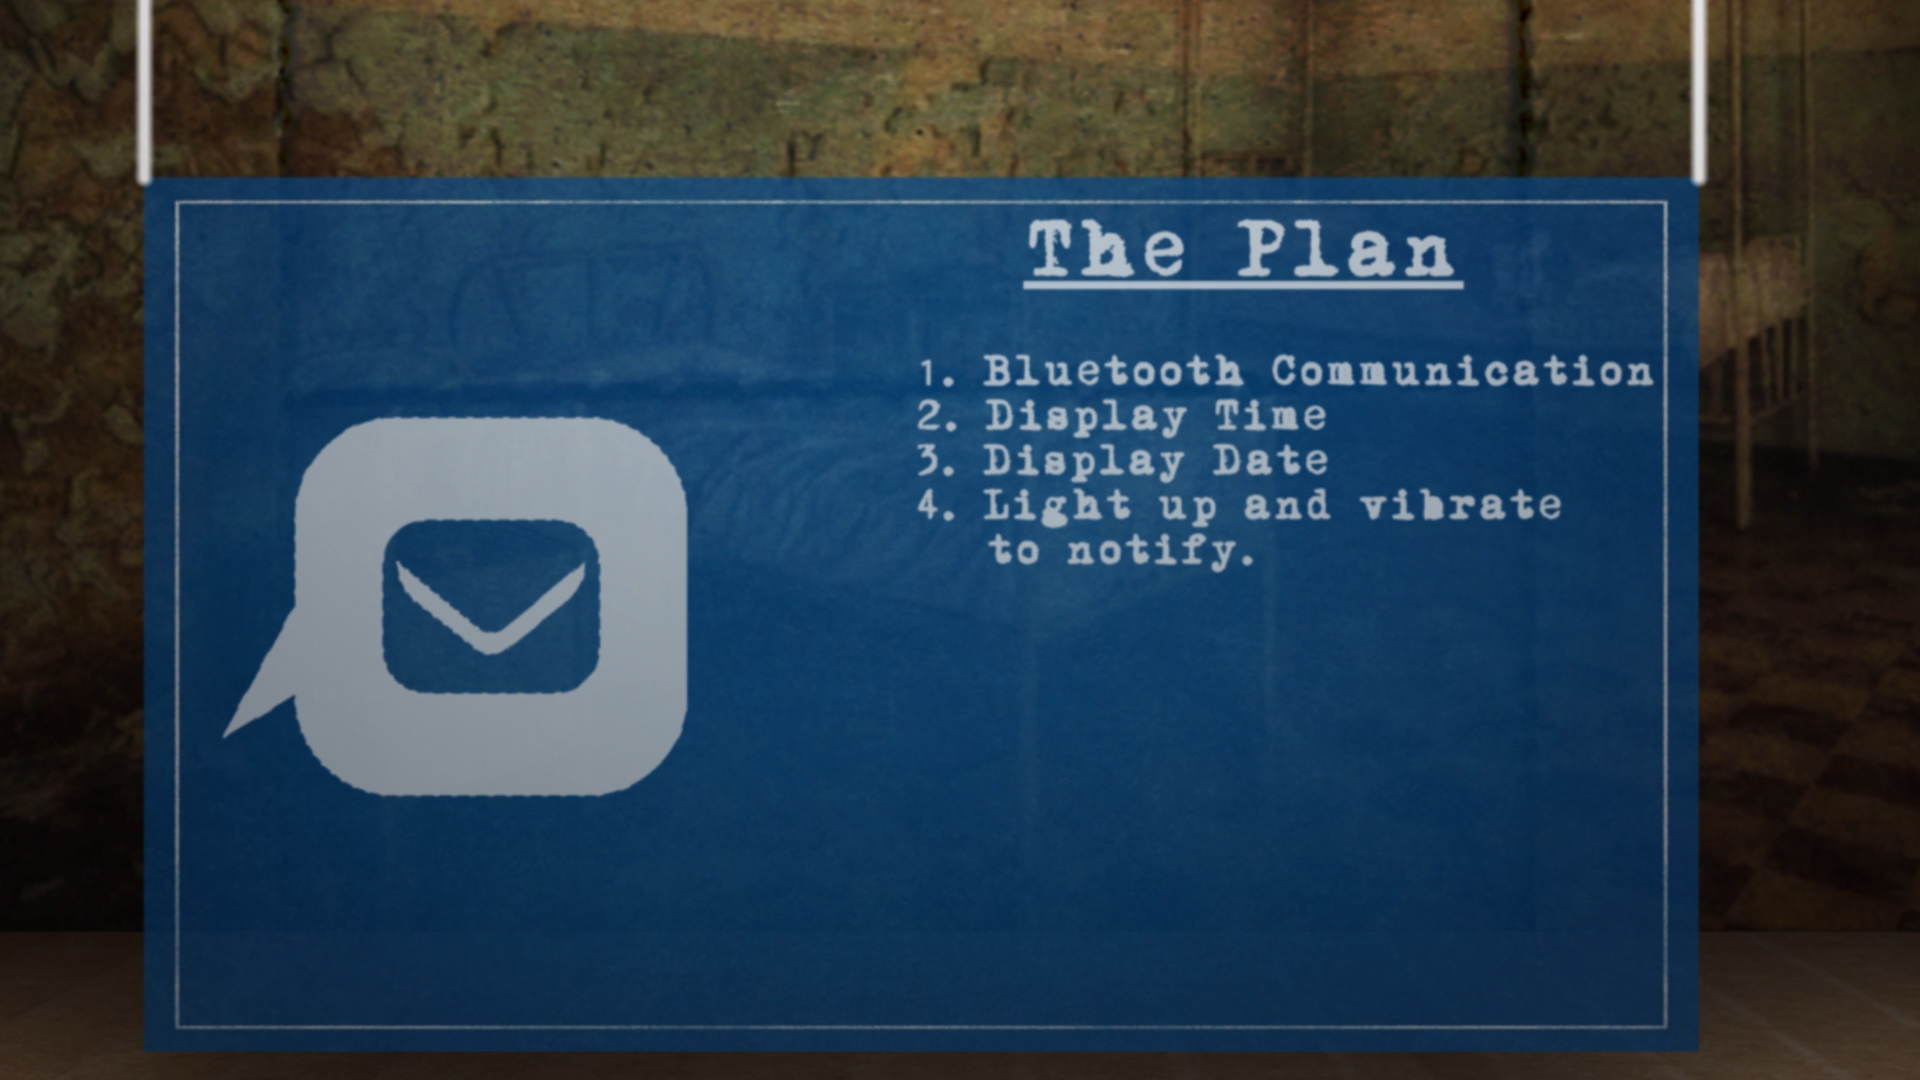 The Plan
1. Bluetooth Communication
2. Display Time
3. Display Date
4. Light up and vibrate
to notify.